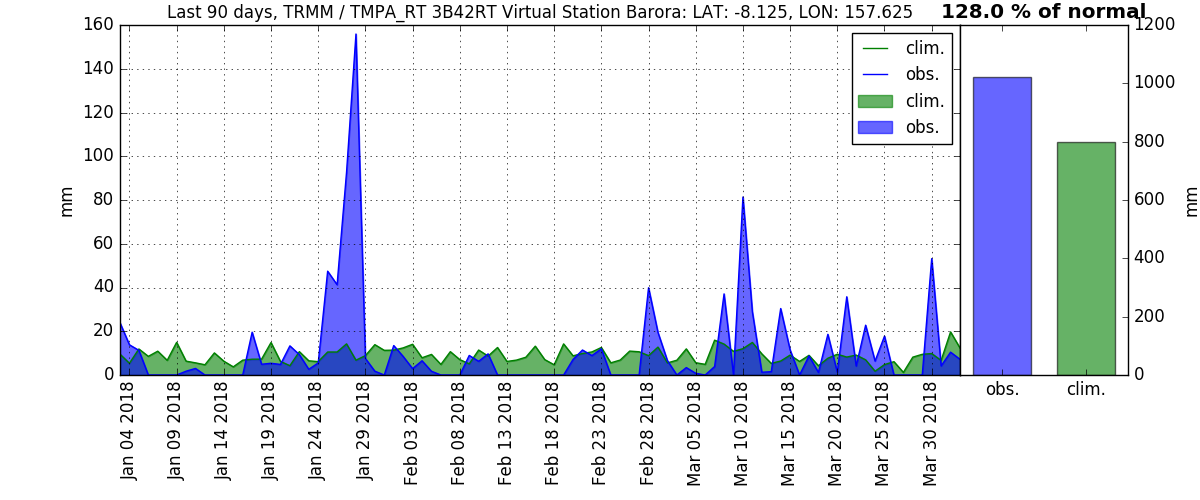 Last 90 days, TRMM / TMPA_RT 3B42RT Virtual Station Barora: LAT: -8.125, LON: 157.625
128.0 % of normal
160
140
120
100
80
60
40
20
0
mm
clim.
obs.
clim.
obs.
Jan 04 2018
Jan 09 2018
Jan 14 2018
Jan 19 2018
Jan 24 2018
Jan 29 2018
Feb 03 2018
Feb 08 2018
Feb 13 2018
Feb 18 2018
Feb 23 2018
Feb 28 2018
Mar 05 2018
Mar 10 2018
Mar 15 2018
Mar 20 2018
Mar 25 2018
Mar 30 2018
1200
1000
800
600
400
200
0
mm
obs.
clim.